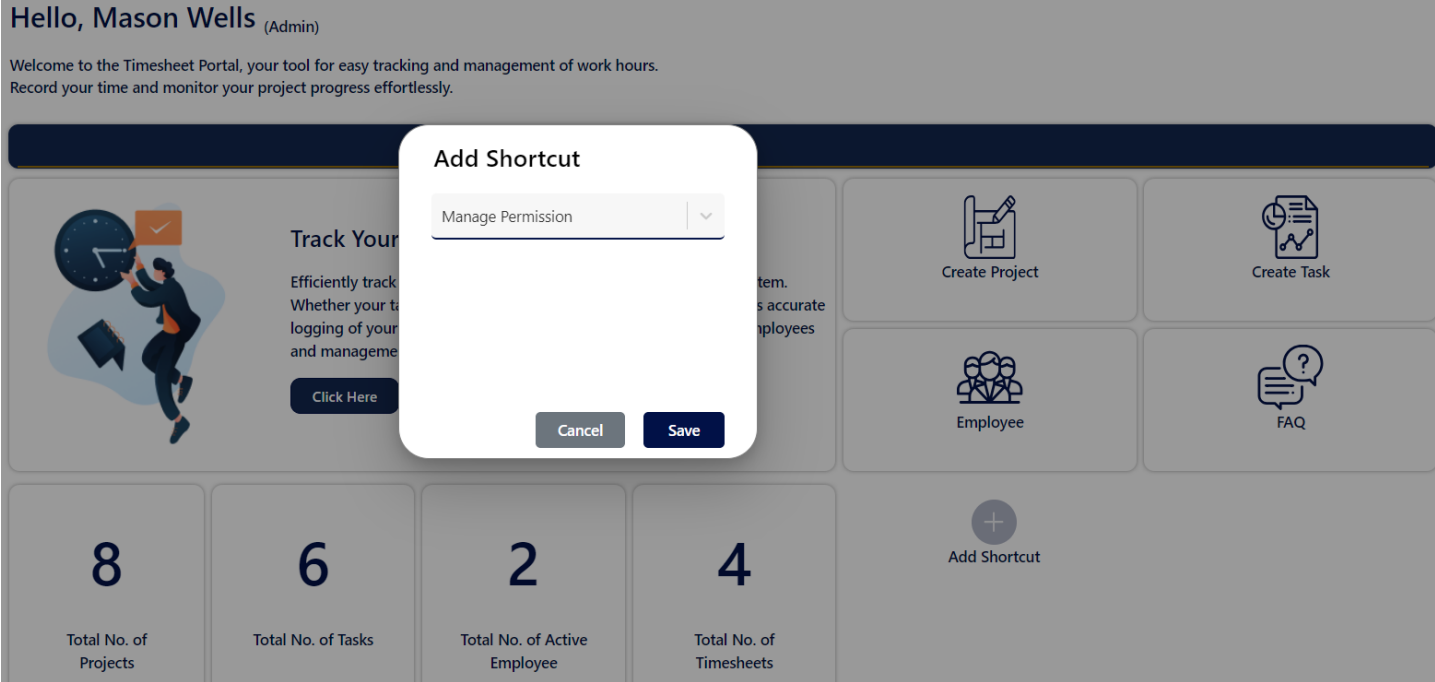 Hello, Mason Wells (Admin)
Welcome to the Timesheet Portal, your tool for easy tracking and management of work hours.
Record your time and monitor your project progress effortlessly.
Add Shortcut
Manage Permission
Cancel
Save
Track Your
Efficiently track
tem.
Whether your
accurate
logging of your
and
Click Here
Create Project
Create Task
Employee
FAQ
Add Shortcut
8
Total No. of
Projects
6
Total No. of Tasks
2
Total No. of Active
Employee
4
Total No. of
Timesheets